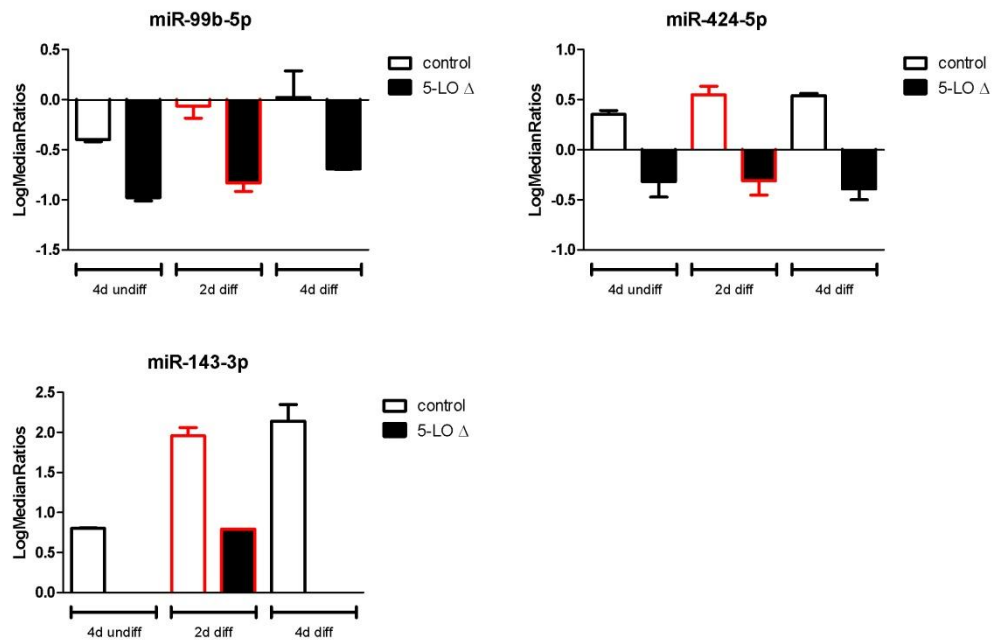 miR-99b-5p
LogMedianRatios
0.5
0.0
-0.5
-1.0
-1.5
control
5-LO Δ
4d undiff 2d diff 4d diff
miR-424-5p
LogMedianRatios
1.0
0.5
0.0
-0.5
-1.0
control
5-LO Δ
4d undiff 2d diff 4d diff
miR-143-3p
LogMedianRatios
2.5
2.0
1.5
1.0
0.5
0.0
control
5-LO Δ
4d undiff 2d diff 4d diff